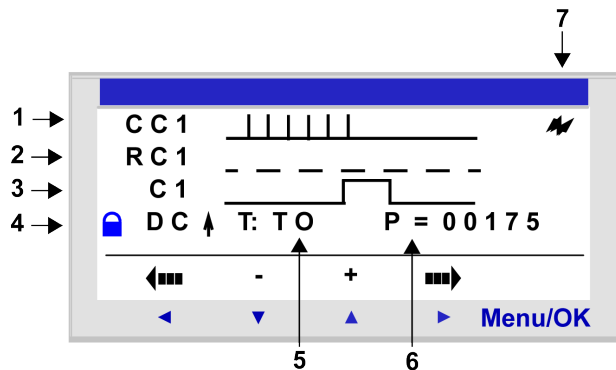 7
1 CC1
2 RC1
3 C1
4 DC T: TO P = 00175
- +
Menu/OK
5 6